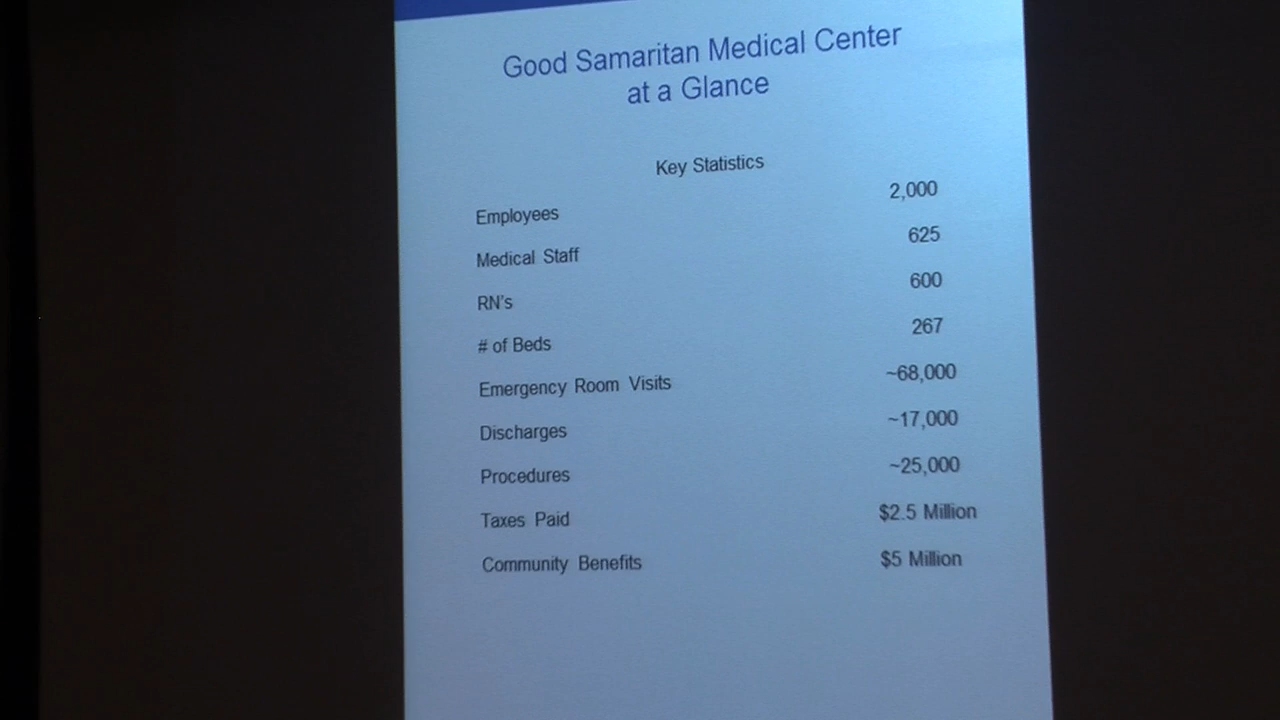 Good Samaritan Medical Center
at a Glance
Key Statistics
Employees 2,000
Medical Staff 625
RN's 600
# of Beds 267
Emergency Room Visits ~68,000
Discharges ~17,000
Procedures ~25,000
Taxes Paid $2.5 Million
Community Benefits $5 Million